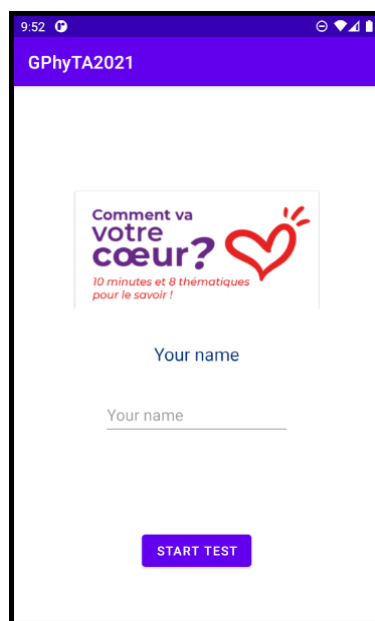 9:52
GPhyTA2021
Comment va
votre
cœur?
10 minutes et 8 thématiques
pour le savoir !
Your name
Your name
START TEST